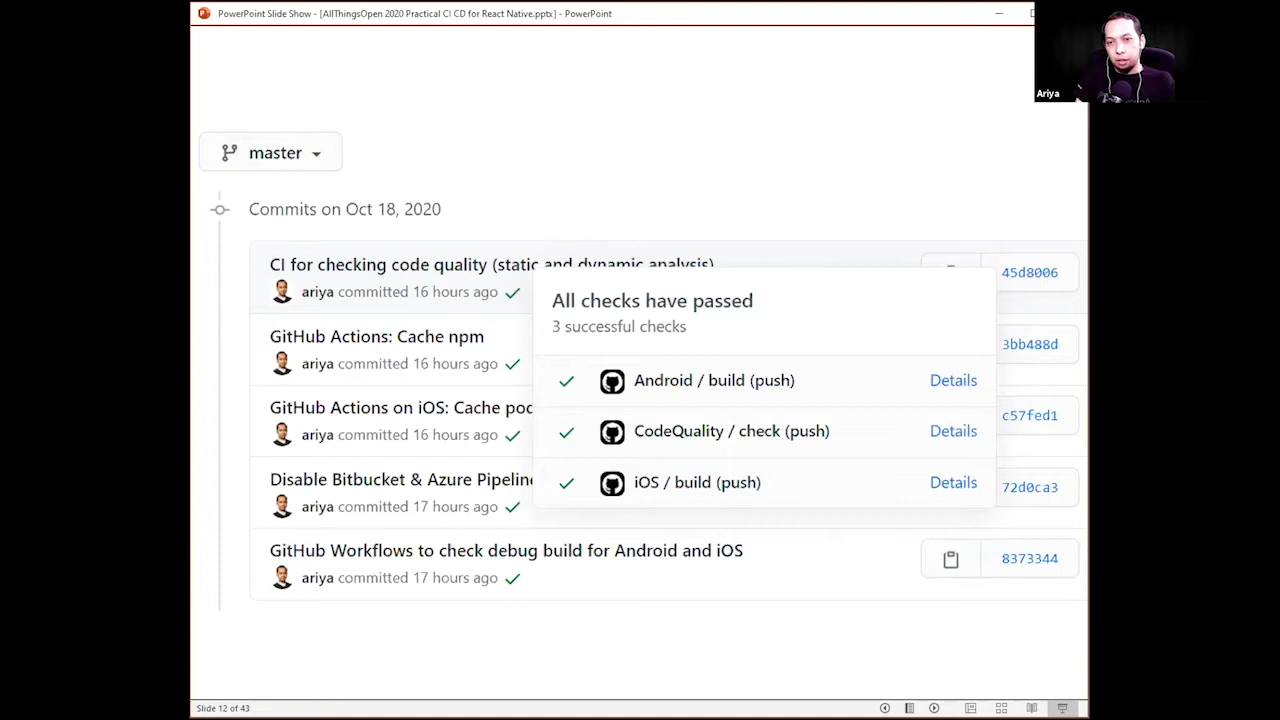 PowerPoint Slide Show - [AllThingsOpen 2020 Practical CI CD for React Native.pptx] - PowerPoint
Ariya
master
Commits on Oct 18, 2020
CI for checking code quality (static and dynamic analysis)
45d8006
ariya committed 16 hours ago
All checks have passed
3 successful checks
GitHub Actions: Cache npm
3bb488d
ariya committed 16 hours ago
Android / build (push) Details
GitHub Actions on iOS: Cache
c57fed1
ariya committed 16 hours ago
CodeQuality / check (push) Details
Disable Bitbucket & Azure
72d0ca3
iOS / build (push) Details
ariya committed 17 hours ago
GitHub Workflows to check debug build for Android and iOS
8373344
ariya committed 17 hours ago
Slide 12 of 43